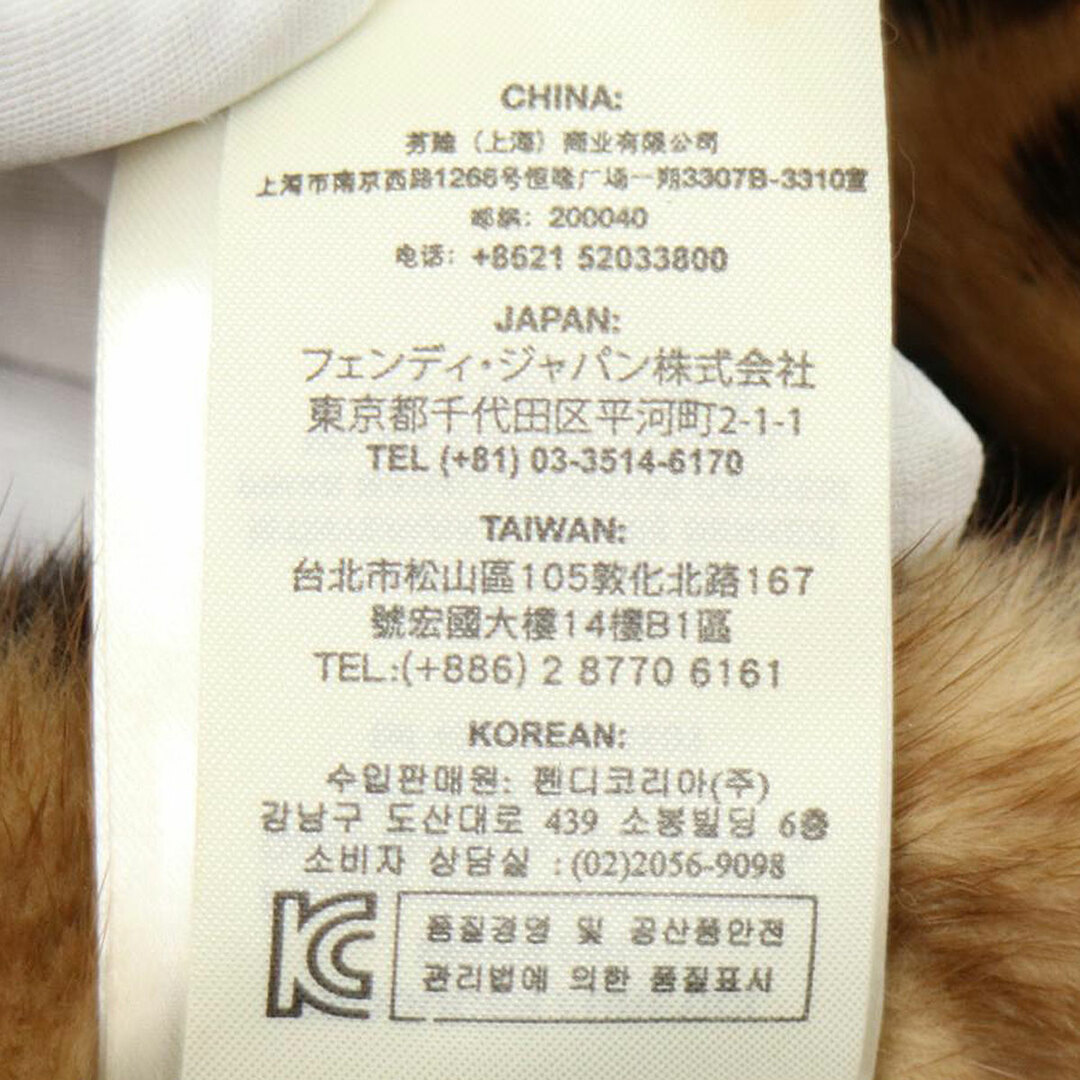 CHINA:
芬迪（上海）商业有限公司
上海市南京西路1266号恒隆广场一期3307B-3310室
邮编: 200040
电话: +8621 52033800
JAPAN:
フェンディ・ジャパン株式会社
東京都千代田区平河町2-1-1
TEL (+81) 03-3514-6170
TAIWAN:
台北市松山區105敦化北路167
號宏國大樓14樓B1區
TEL:(+886) 2 8770 6161
KOREAN:
수입판매원: 펜디코리아(주)
강남구 도산대로 439 소봉빌딩 6층
소비자 상담실 :(02)2056-9098
품질경영 및 공산품안전
관리법에 의한 품질표시